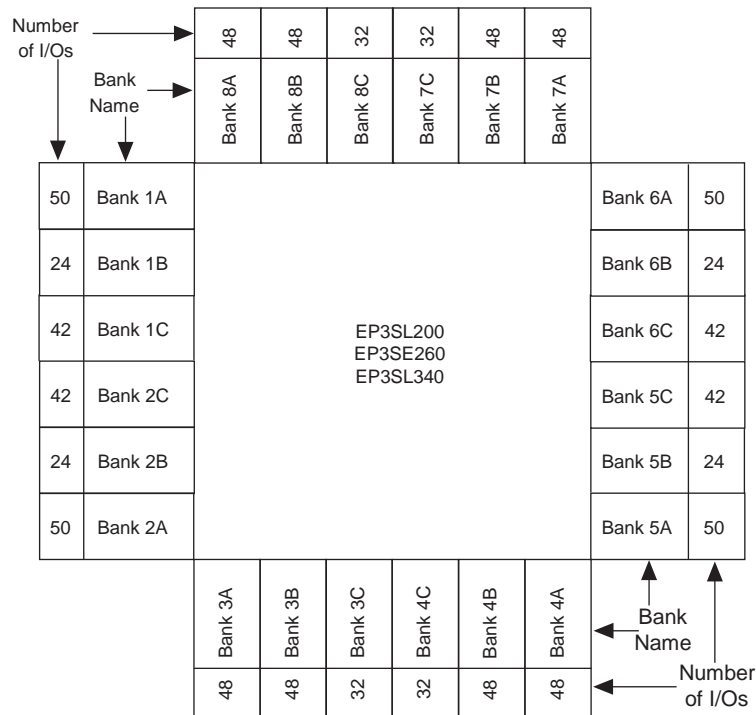 Number
of I/Os
48 48 32 32 48 48
Bank
Name
Bank 8A Bank 8B Bank 8C Bank 7C Bank 7B Bank 7A
50 Bank 1A Bank 6A 50
24 Bank 1B Bank 6B 24
42 Bank 1C Bank 6C 42
EP3SL200
EP3SE260
EP3SL340
42 Bank 2C Bank 5C 42
24 Bank 2B Bank 5B 24
50 Bank 2A Bank 5A 50
Bank 3A Bank 3B Bank 3C Bank 4C Bank 4B Bank 4A
Bank
Name
48 48 32 32 48 48
Number
of I/Os